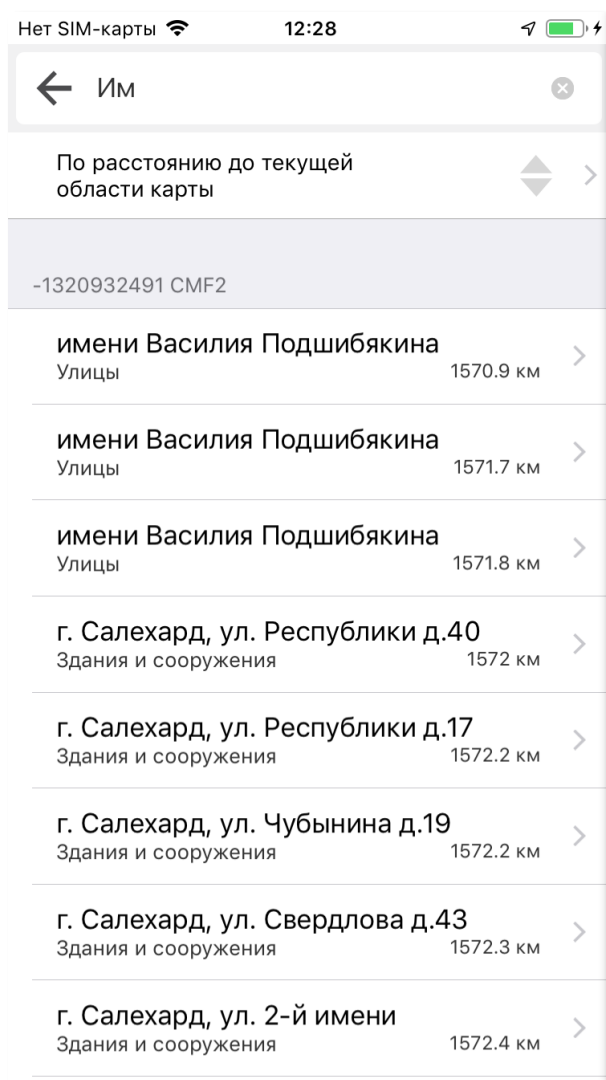 Нет SIM-карты 12:28
Им
По расстоянию до текущей
области карты
-1320932491 CMF2
имени Василия Подшибякина
Улицы 1570.9 км
имени Василия Подшибякина
Улицы 1571.7 км
имени Василия Подшибякина
Улицы 1571.8 км
г. Салехард, ул. Республики д.40
Здания и сооружения 1572 км
г. Салехард, ул. Республики д.17
Здания и сооружения 1572.2 км
г. Салехард, ул. Чубынина д.19
Здания и сооружения 1572.2 км
г. Салехард, ул. Свердлова д.43
Здания и сооружения 1572.3 км
г. Салехард, ул. 2-й имени
Здания и сооружения 1572.4 км